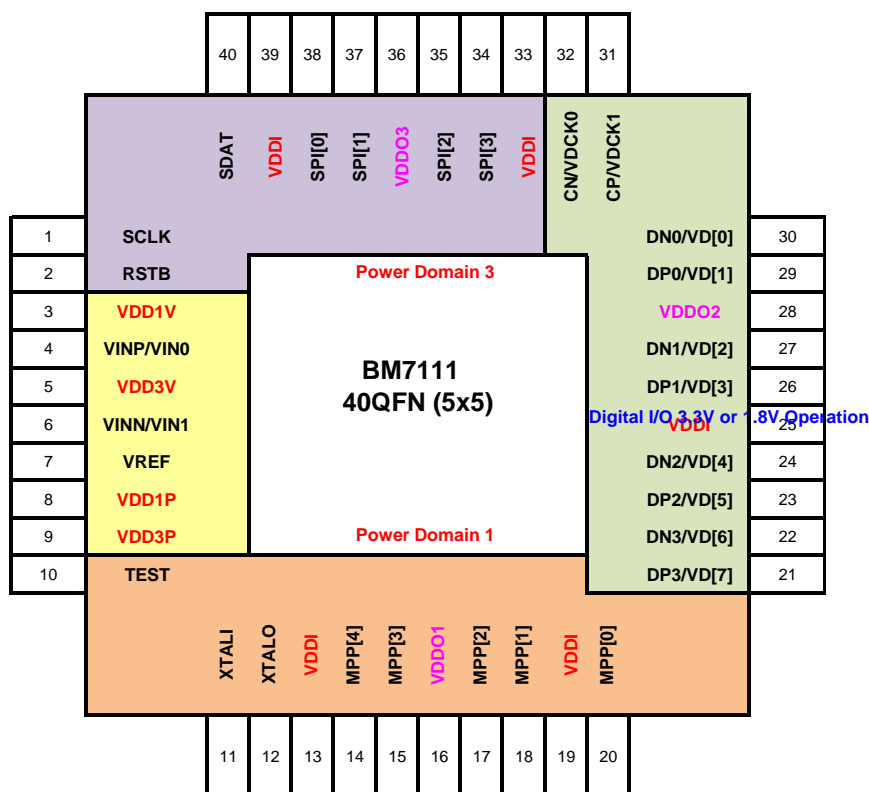 40 39 38 37 36 35 34 33 32 31
SDAT VDDI SPI[0] SPI[1] VDDO3 SPI[2] SPI[3] VDDI CN/VDCK0 CP/VDCK1
1 SCLK DN0/VD[0] 30
2 RSTB Power Domain 3 DP0/VD[1] 29
3 VDD1V VDDO2 28
4 VINP/VIN0 DN1/VD[2] 27
BM7111
5 VDD3V DP1/VD[3] 26
40QFN (5x5)
6 VINN/VIN1 VDDI 25
Digital I/O 3.3V or 1.8V Operation
7 VREF DN2/VD[4] 24
8 VDD1P DP2/VD[5] 23
9 VDD3P Power Domain 1 DN3/VD[6] 22
10 TEST DP3/VD[7] 21
XTALI XTALO VDDI MPP[4] MPP[3] VDDO1 MPP[2] MPP[1] VDDI MPP[0]
11 12 13 14 15 16 17 18 19 20